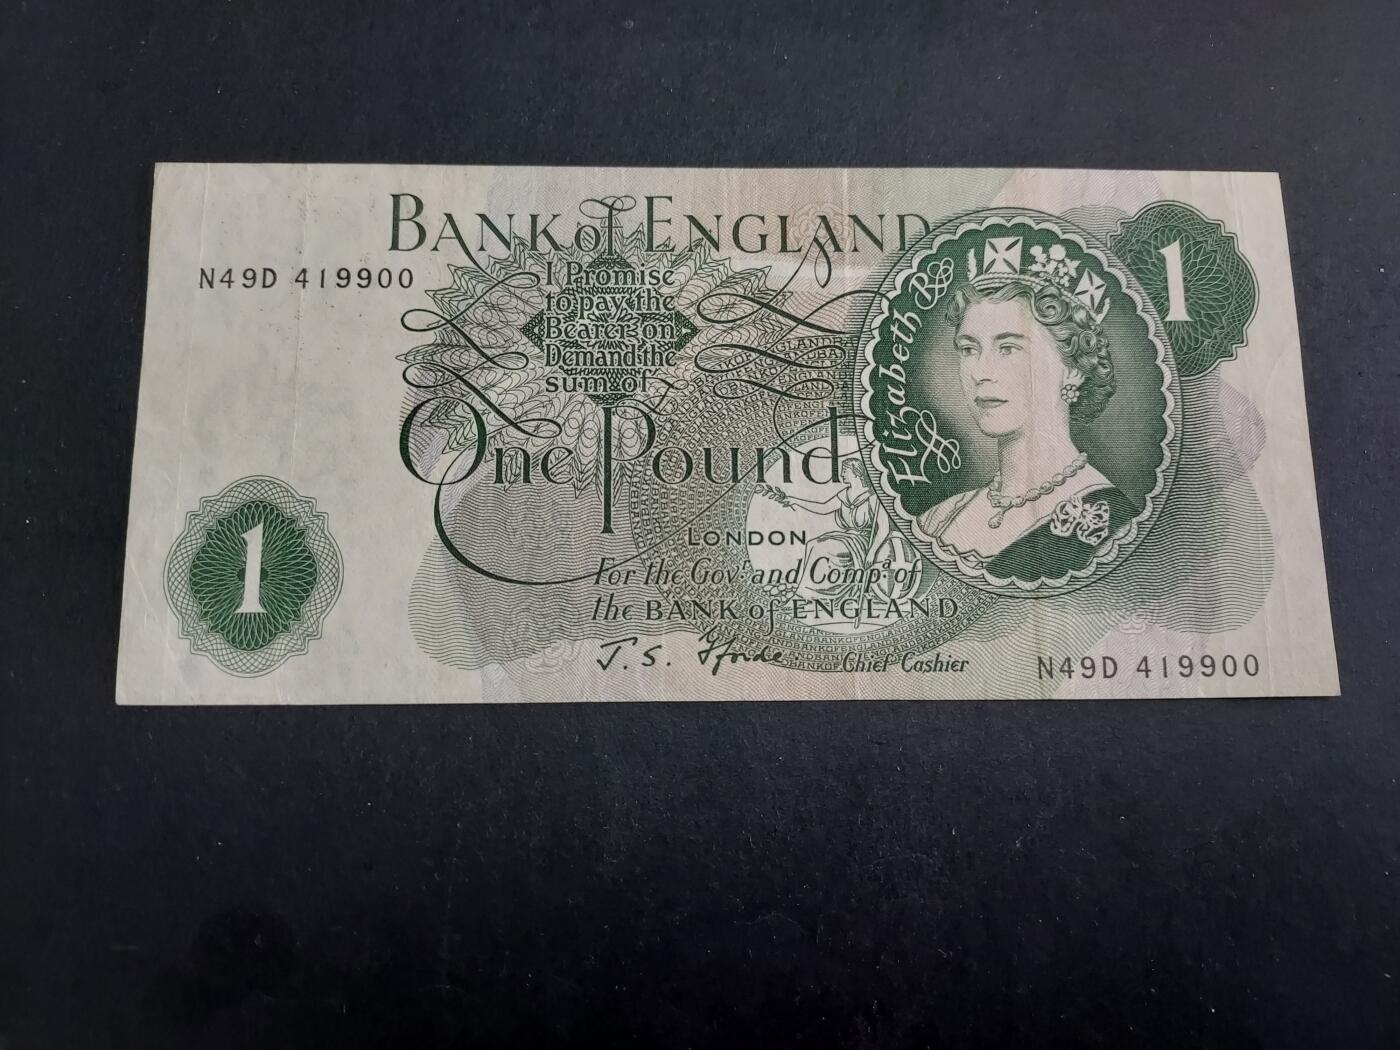 BANK of ENGLAND
N49D 419900
I Promise
to pay the
Bearer on
Demand the
sum of
One Pound
LONDON
For the Govr. and Compa. of
the BANK of ENGLAND
J. S. Fforde Chief Cashier
Elizabeth R
1
1
N49D 419900